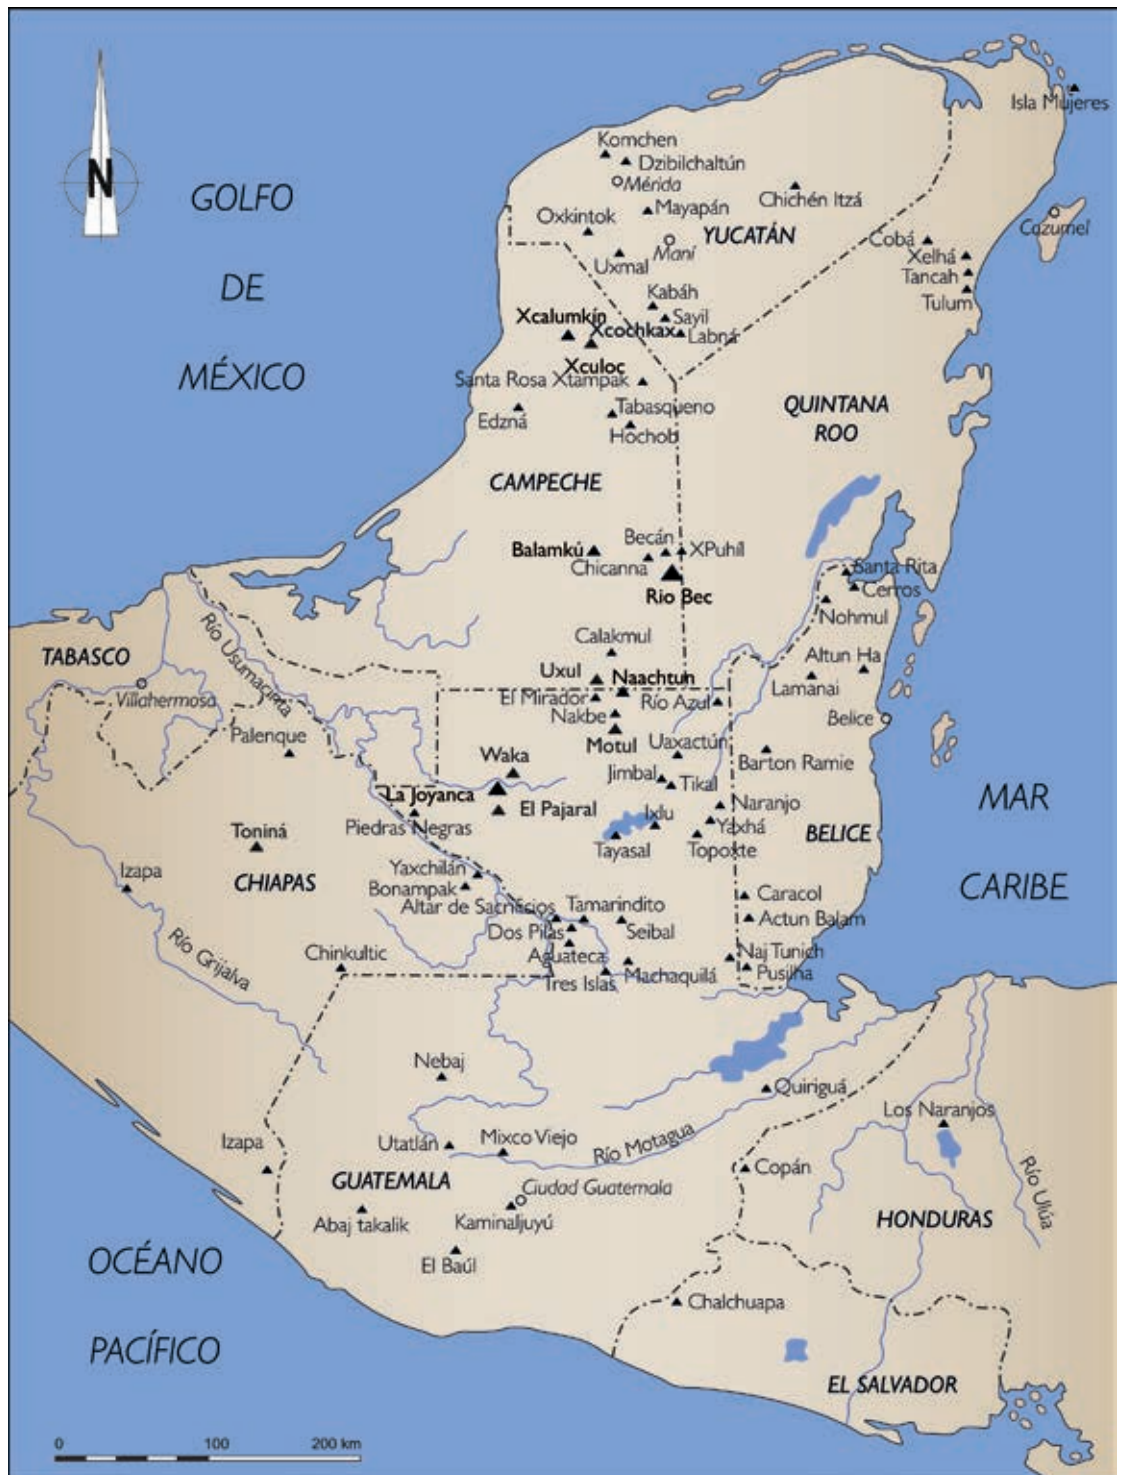 Isla Mujeres
Komchen
Dzibilchaltún
N
Mérida
GOLFO
Chichén Itzá
Mayapán
Oxkintok
Cozumel
YUCATÁN
Cobá
Maní
Xelhá
Uxmal
Tancah
DE
Kabáh
Tulum
Xcalumkín
Sayil
Xcochkax
Labná
Xculoc
MÉXICO
Santa Rosa Xtampak
QUINTANA
ROO
Tabasqueno
Edzná
Hochob
CAMPECHE
Becán
XPuhíl
Balamkú
Chicanna
Santa Rita
Cerros
Rio Bec
Nohmul
Río Usumacinta
Calakmul
TABASCO
Altun Ha
Uxul
Naachtun
Lamanai
El Mirador
Río Azul
Villahermosa
Nakbe
Belice
Palenque
Motul
Uaxactún
Waka
Barton Ramie
Jimbal
Tikal
La Joyanca
MAR
El Pajaral
Naranjo
Ixlu
Piedras Negras
Yaxhá
Toniná
BELICE
Tayasal
Topoxte
Izapa
Yaxchilán
CHIAPAS
Bonampak
CARIBE
Caracol
Altar de Sacrificios
Tamarindito
Actun Balam
Dos Pilas
Seibal
Río Grijalva
Chinkultic
Aguateca
Naj Tunich
Machaquilá
Pusilha
Tres Islas
Nebaj
Quiriguá
Los Naranjos
Izapa
Utatlán
Mixco Viejo
Río Motagua
Copán
GUATEMALA
Ciudad Guatemala
Río Ulúa
Abaj takalik
Kaminaljuyú
HONDURAS
OCÉANO
El Baúl
Chalchuapa
PACÍFICO
EL SALVADOR
0 100 200 km